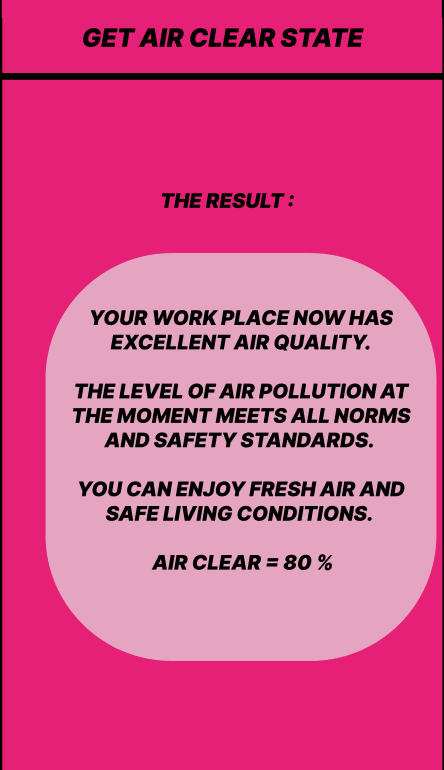 GET AIR CLEAR STATE
THE RESULT :
YOUR WORK PLACE NOW HAS
EXCELLENT AIR QUALITY.
THE LEVEL OF AIR POLLUTION AT
THE MOMENT MEETS ALL NORMS
AND SAFETY STANDARDS.
YOU CAN ENJOY FRESH AIR AND
SAFE LIVING CONDITIONS.
AIR CLEAR = 80 %